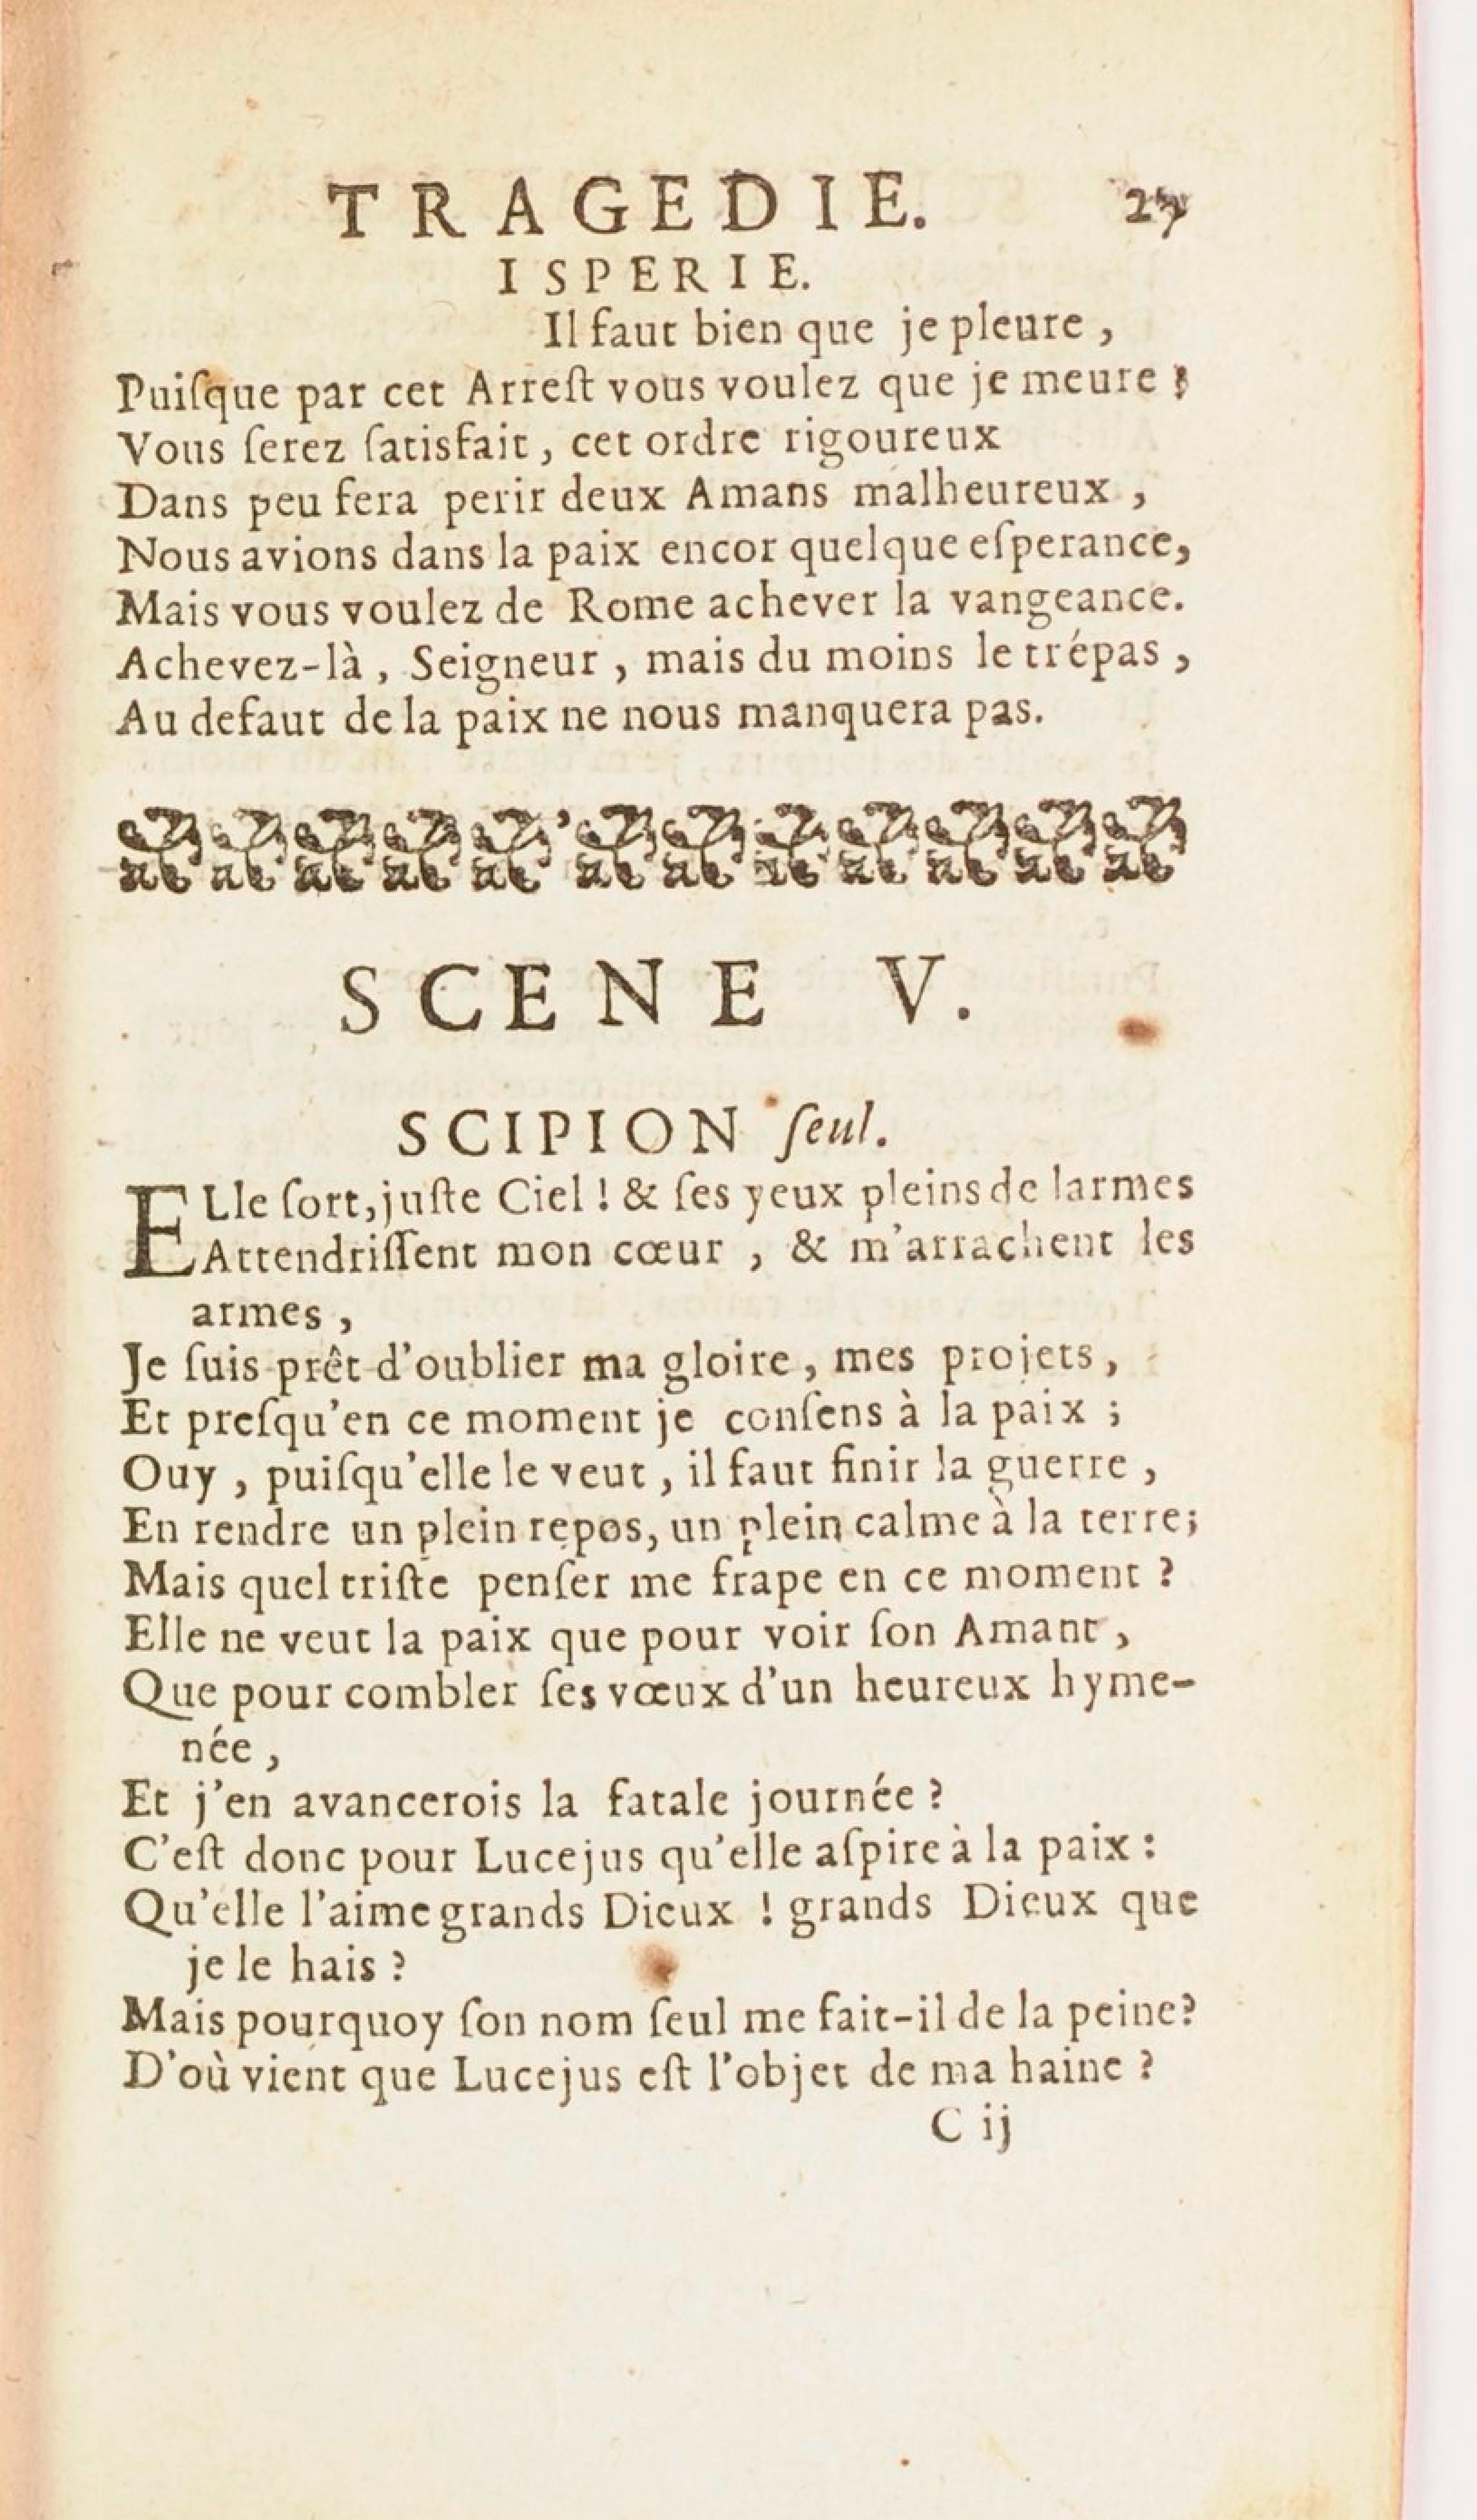 TRAGEDIE. 27
ISPERIE.
Il faut bien que je pleure,
Puiſque par cet Arreſt vous voulez que je meure;
Vous ſerez ſatisfait, cet ordre rigoureux
Dans peu fera perir deux Amans malheureux,
Nous avions dans la paix encor quelque eſperance,
Mais vous voulez de Rome achever la vangeance.
Achevez-là, Seigneur, mais du moins le trépas,
Au defaut de la paix ne nous manquera pas.
SCENE V.
SCIPION ſeul.
ELle ſort, juſte Ciel! & ſes yeux pleins de larmes
Attendriſſent mon cœur, & m'arrachent les
armes,
Je ſuis prêt d'oublier ma gloire, mes projets,
Et preſqu'en ce moment je conſens à la paix;
Ouy, puiſqu'elle le veut, il faut finir la guerre,
En rendre un plein repos, un plein calme à la terre;
Mais quel triſte penſer me frape en ce moment?
Elle ne veut la paix que pour voir ſon Amant,
Que pour combler ſes vœux d'un heureux hyme-
née,
Et j'en avancerois la fatale journée?
C'eſt donc pour Lucejus qu'elle aſpire à la paix:
Qu'elle l'aime grands Dieux! grands Dieux que
je le hais?
Mais pourquoy ſon nom ſeul me fait-il de la peine?
D'où vient que Lucejus eſt l'objet de ma haine?
C ij